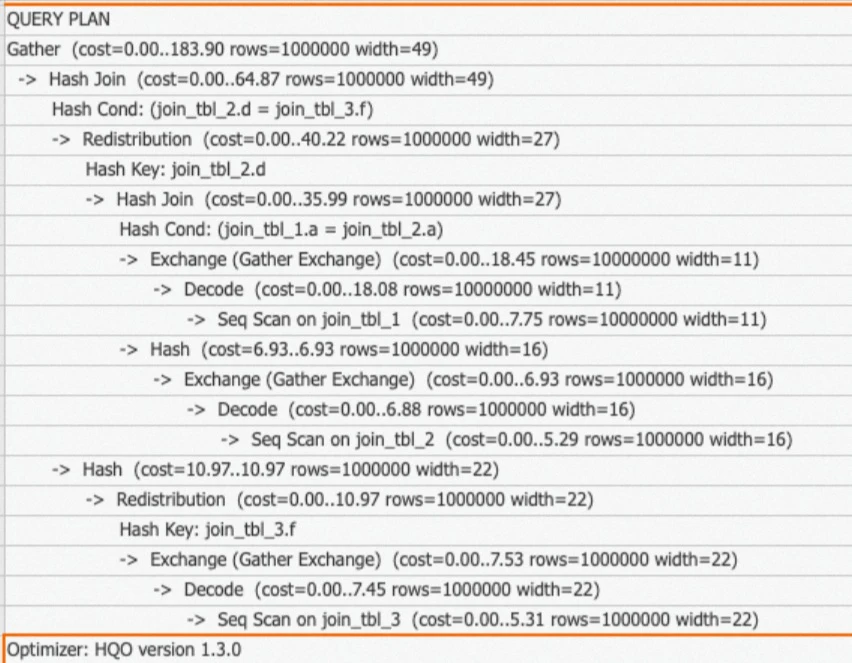 QUERY PLAN
Gather (cost=0.00..183.90 rows=1000000 width=49)
-> Hash Join (cost=0.00..64.87 rows=1000000 width=49)
Hash Cond: (join_tbl_2.d = join_tbl_3.f)
-> Redistribution (cost=0.00..40.22 rows=1000000 width=27)
Hash Key: join_tbl_2.d
-> Hash Join (cost=0.00..35.99 rows=1000000 width=27)
Hash Cond: (join_tbl_1.a = join_tbl_2.a)
-> Exchange (Gather Exchange) (cost=0.00..18.45 rows=10000000 width=11)
-> Decode (cost=0.00..18.08 rows=10000000 width=11)
-> Seq Scan on join_tbl_1 (cost=0.00..7.75 rows=10000000 width=11)
-> Hash (cost=6.93..6.93 rows=1000000 width=16)
-> Exchange (Gather Exchange) (cost=0.00..6.93 rows=1000000 width=16)
-> Decode (cost=0.00..6.88 rows=1000000 width=16)
-> Seq Scan on join_tbl_2 (cost=0.00..5.29 rows=1000000 width=16)
-> Hash (cost=10.97..10.97 rows=1000000 width=22)
-> Redistribution (cost=0.00..10.97 rows=1000000 width=22)
Hash Key: join_tbl_3.f
-> Exchange (Gather Exchange) (cost=0.00..7.53 rows=1000000 width=22)
-> Decode (cost=0.00..7.45 rows=1000000 width=22)
-> Seq Scan on join_tbl_3 (cost=0.00..5.31 rows=1000000 width=22)
Optimizer: HQO version 1.3.0